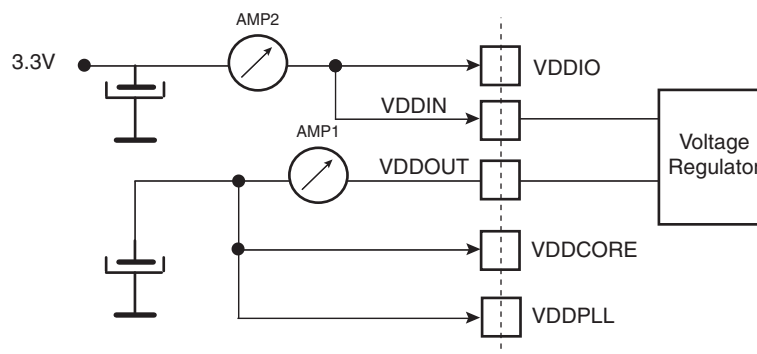 AMP2
3.3V
VDDIO
VDDIN
Voltage
Regulator
AMP1
VDDOUT
VDDCORE
VDDPLL